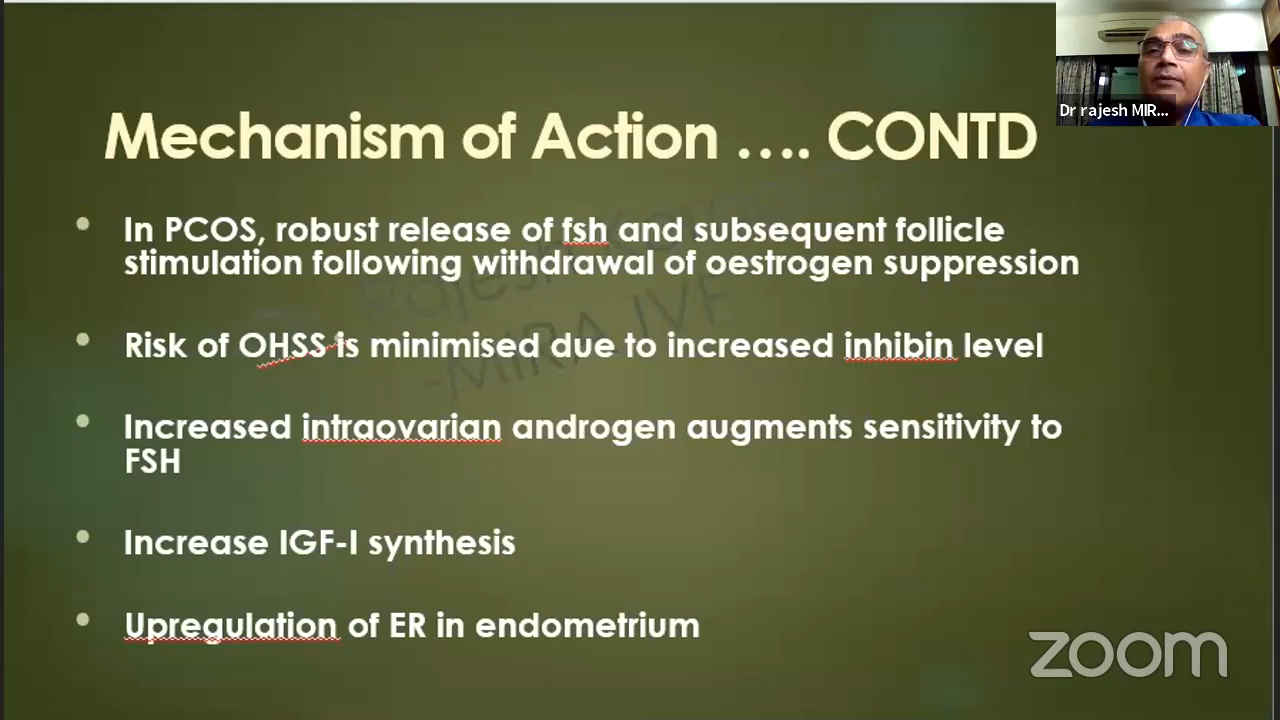 Mechanism of Action .... CONTD
Dr rajesh MIR...
• In PCOS, robust release of fsh and subsequent follicle
stimulation following withdrawal of oestrogen suppression
• Risk of OHSS is minimised due to increased inhibin level
• Increased intraovarian androgen augments sensitivity to
FSH
• Increase IGF-I synthesis
• Upregulation of ER in endometrium
-MIRA IVF
zoom